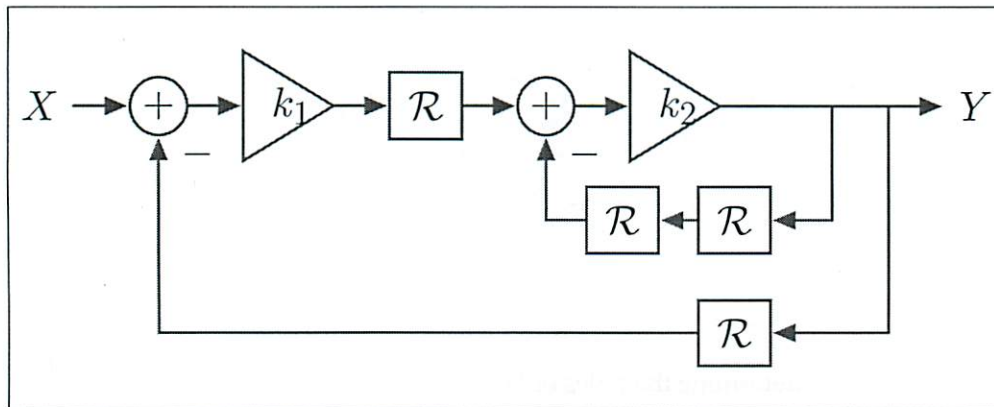 X + k₁ ℛ + k₂ Y
− −
ℛ ℛ
ℛ